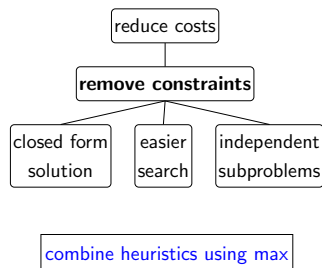 reduce costs
remove constraints
closed form
solution
easier
search
independent
subproblems
combine heuristics using max